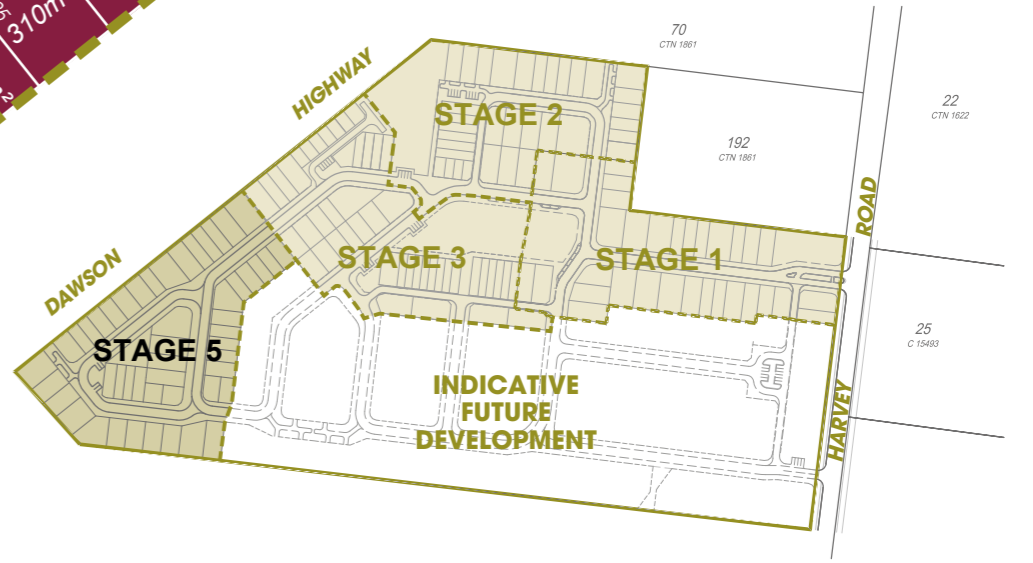 310m
70
CTN 1861
HIGHWAY
22
CTN 1622
STAGE 2
192
CTN 1861
ROAD
STAGE 3
STAGE 1
DAWSON
25
C 15493
STAGE 5
INDICATIVE
FUTURE
DEVELOPMENT
HARVEY